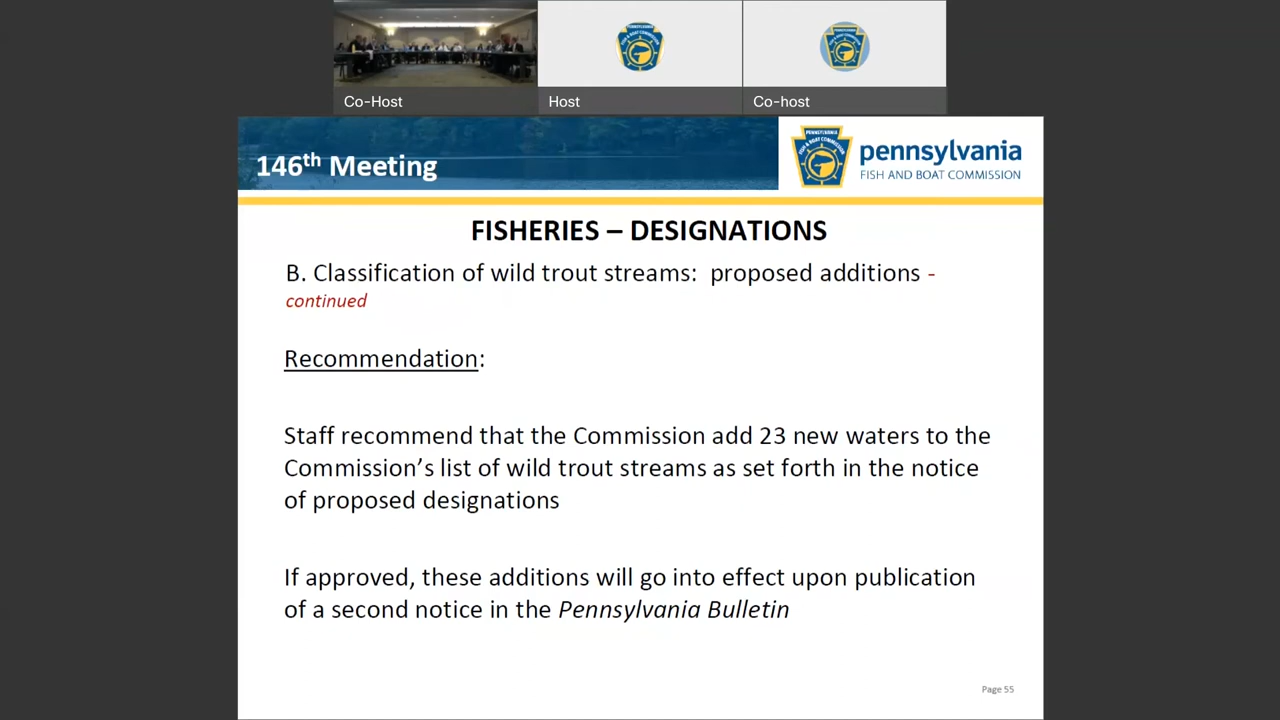 Co-Host
Host
Co-host
146th Meeting
pennsylvania
FISH AND BOAT COMMISSION
FISHERIES – DESIGNATIONS
B. Classification of wild trout streams:  proposed additions -
continued
Recommendation:
Staff recommend that the Commission add 23 new waters to the
Commission’s list of wild trout streams as set forth in the notice
of proposed designations
If approved, these additions will go into effect upon publication
of a second notice in the Pennsylvania Bulletin
Page 55